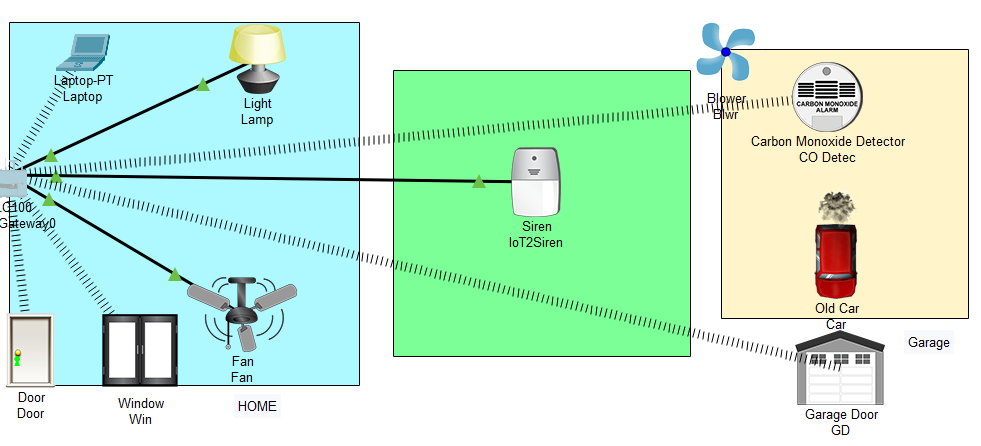 Laptop-PT
Laptop
Light
Lamp
Blower
Blwr
CARBON MONOXIDE
ALARM
Carbon Monoxide Detector
CO Detec
Gateway0
Siren
IoT2Siren
Old Car
Car
Garage
Fan
Fan
Door
Door
Window
Win
HOME
Garage Door
GD